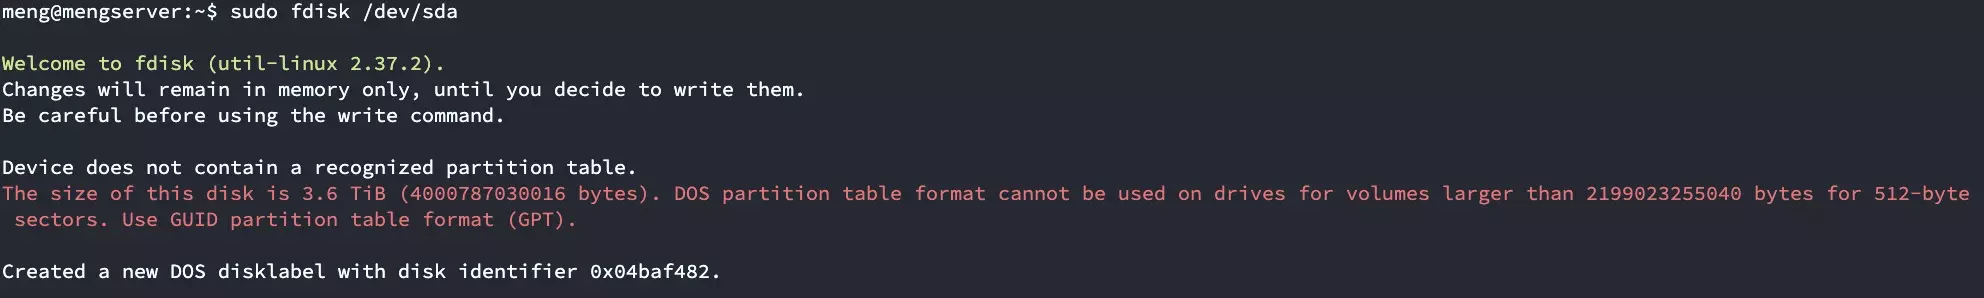 meng@mengserver:~$ sudo fdisk /dev/sda
Welcome to fdisk (util-linux 2.37.2).
Changes will remain in memory only, until you decide to write them.
Be careful before using the write command.
Device does not contain a recognized partition table.
The size of this disk is 3.6 TiB (4000787030016 bytes). DOS partition table format cannot be used on drives for volumes larger than 2199023255040 bytes for 512-byte
sectors. Use GUID partition table format (GPT).
Created a new DOS disklabel with disk identifier 0x04baf482.